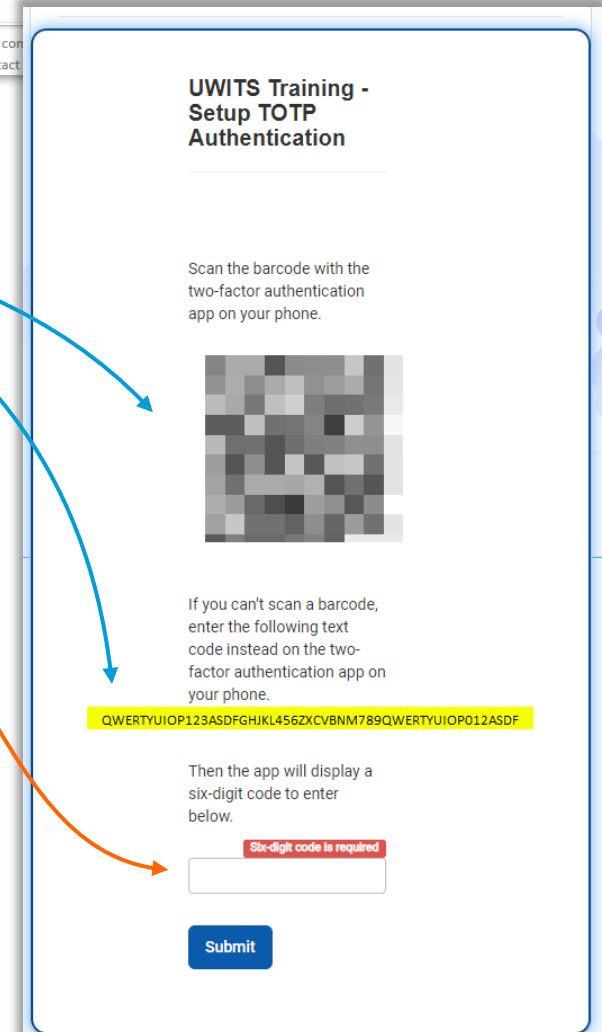 con
tact
UWITS Training -
Setup TOTP
Authentication
Scan the barcode with the
two-factor authentication
app on your phone.
If you can't scan a barcode,
enter the following text
code instead on the two-
factor authentication app on
your phone.
QWERTYUIOP123ASDFGHJKL456ZXCVBNM789QWERTYUIOP012ASDF
Then the app will display a
six-digit code to enter
below.
Six-digit code is required
Submit